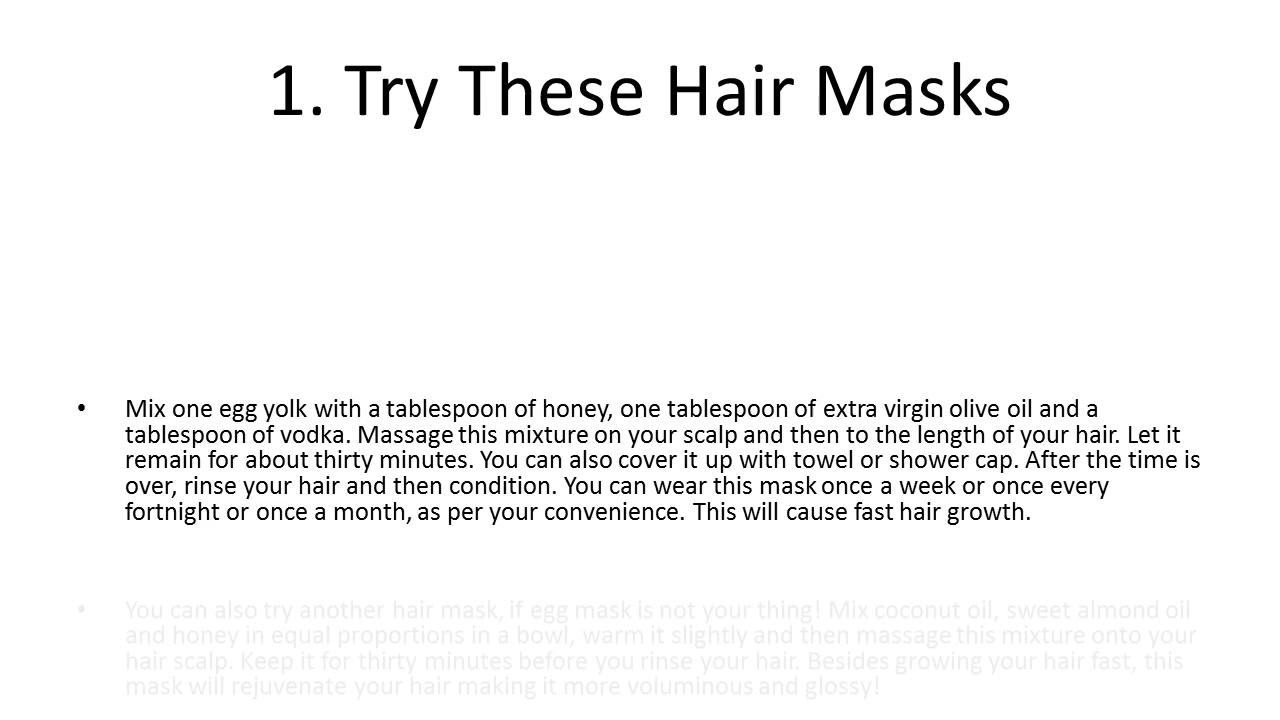 1. Try These Hair Masks
• Mix one egg yolk with a tablespoon of honey, one tablespoon of extra virgin olive oil and a
tablespoon of vodka. Massage this mixture on your scalp and then to the length of your hair. Let it
remain for about thirty minutes. You can also cover it up with towel or shower cap. After the time is
over, rinse your hair and then condition. You can wear this mask once a week or once every
fortnight or once a month, as per your convenience. This will cause fast hair growth.
• You can also try another hair mask, if egg mask is not your thing! Mix coconut oil, sweet almond oil
and honey in equal proportions in a bowl, warm it slightly and then massage this mixture onto your
hair scalp. Keep it for thirty minutes before you rinse your hair. Besides growing your hair fast, this
mask will rejuvenate your hair making it more voluminous and glossy!